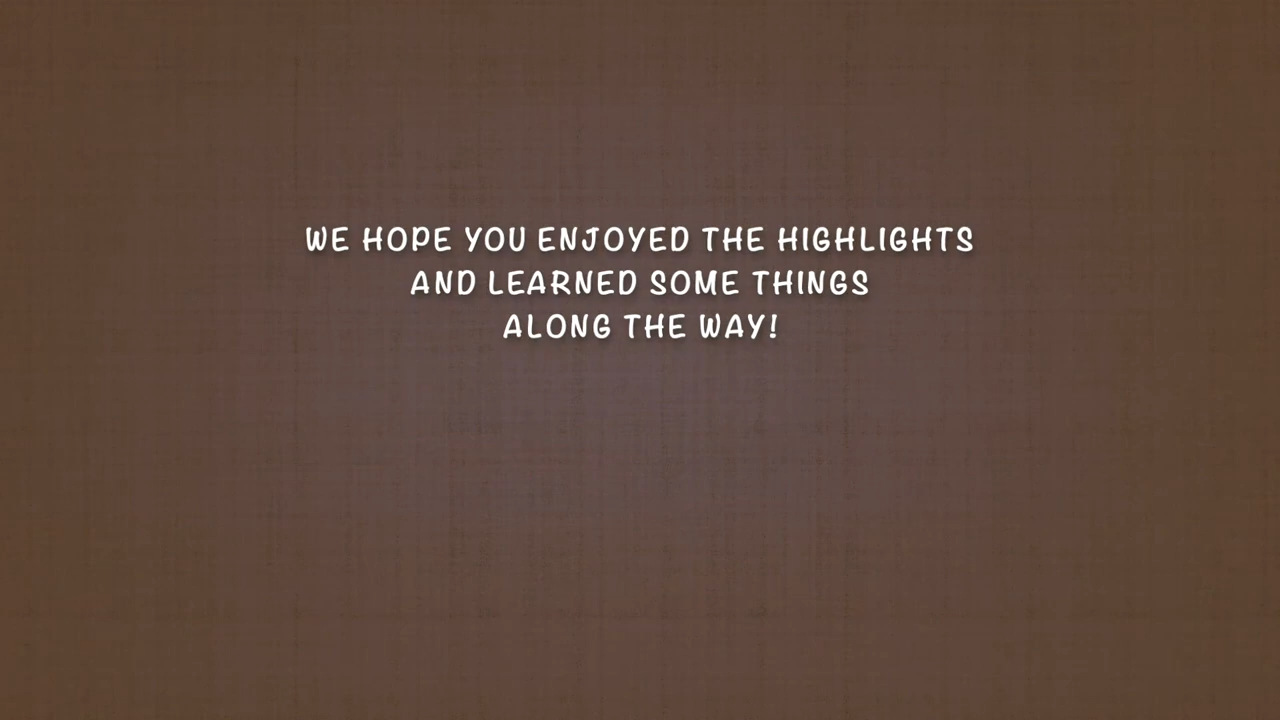 WE HOPE YOU ENJOYED THE HIGHLIGHTS
AND LEARNED SOME THINGS
ALONG THE WAY!